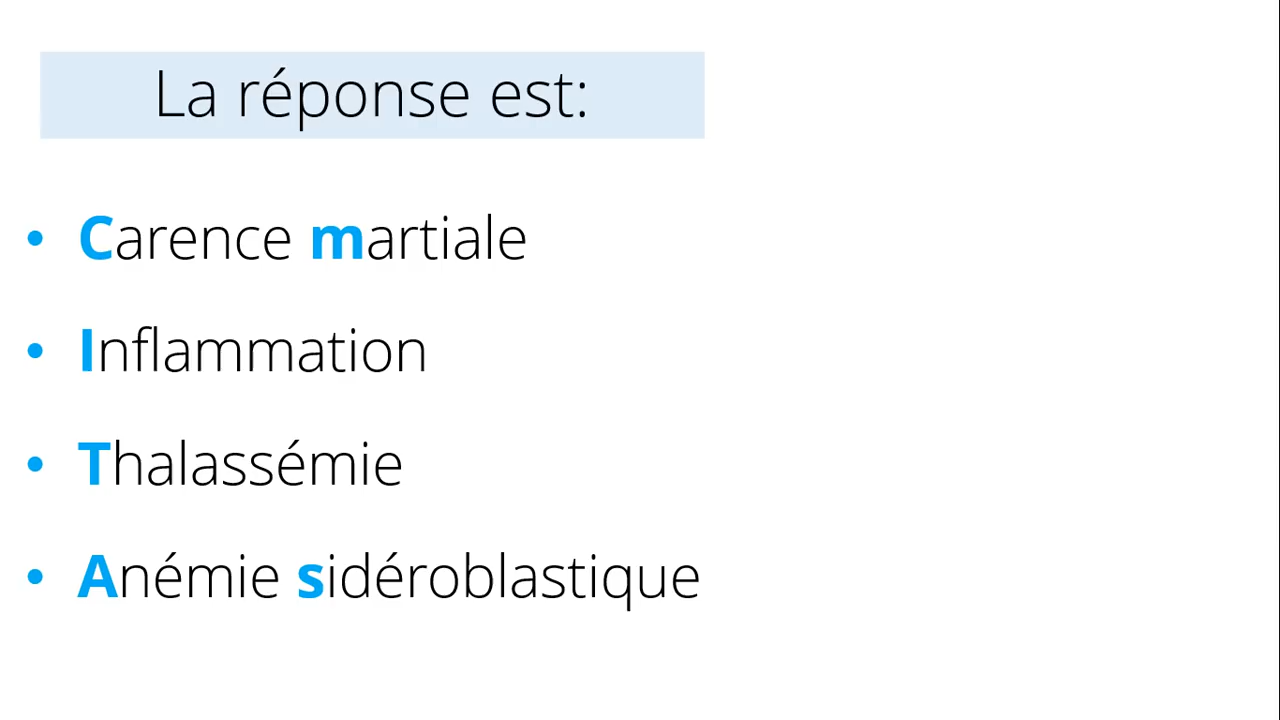 La réponse est:
• Carence martiale
• Inflammation
• Thalassémie
• Anémie sidéroblastique